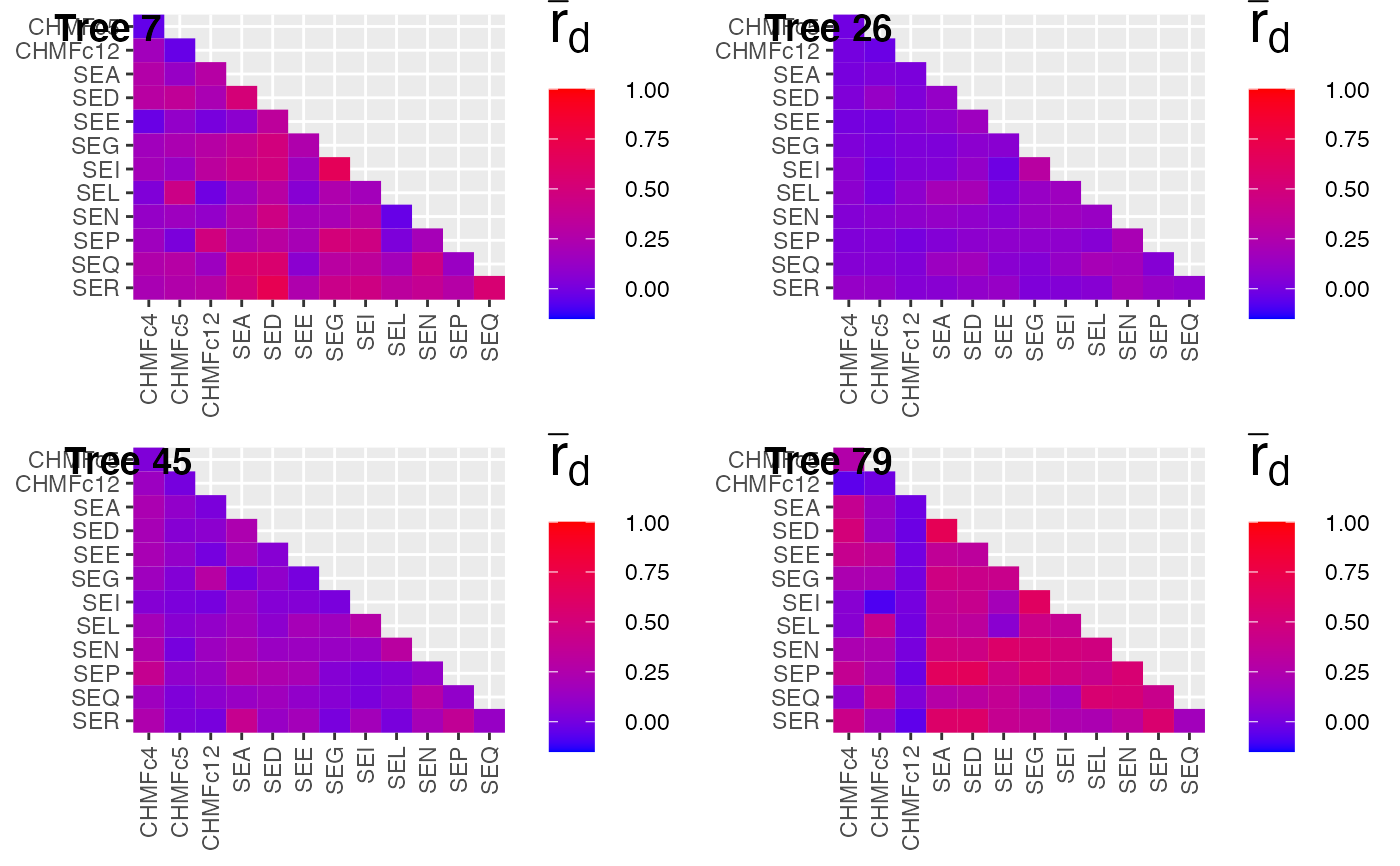 Tree 7
r̄d
CHMFc5
CHMFc12
SEA
SED
SEE
SEG
SEI
SEL
SEN
SEP
SEQ
SER
CHMFc4
CHMFc5
CHMFc12
SEA
SED
SEE
SEG
SEI
SEL
SEN
SEP
SEQ
1.00
0.75
0.50
0.25
0.00
Tree 26
r̄d
CHMFc5
CHMFc12
SEA
SED
SEE
SEG
SEI
SEL
SEN
SEP
SEQ
SER
CHMFc4
CHMFc5
CHMFc12
SEA
SED
SEE
SEG
SEI
SEL
SEN
SEP
SEQ
1.00
0.75
0.50
0.25
0.00
Tree 45
r̄d
CHMFc5
CHMFc12
SEA
SED
SEE
SEG
SEI
SEL
SEN
SEP
SEQ
SER
CHMFc4
CHMFc5
CHMFc12
SEA
SED
SEE
SEG
SEI
SEL
SEN
SEP
SEQ
1.00
0.75
0.50
0.25
0.00
Tree 79
r̄d
CHMFc5
CHMFc12
SEA
SED
SEE
SEG
SEI
SEL
SEN
SEP
SEQ
SER
CHMFc4
CHMFc5
CHMFc12
SEA
SED
SEE
SEG
SEI
SEL
SEN
SEP
SEQ
1.00
0.75
0.50
0.25
0.00